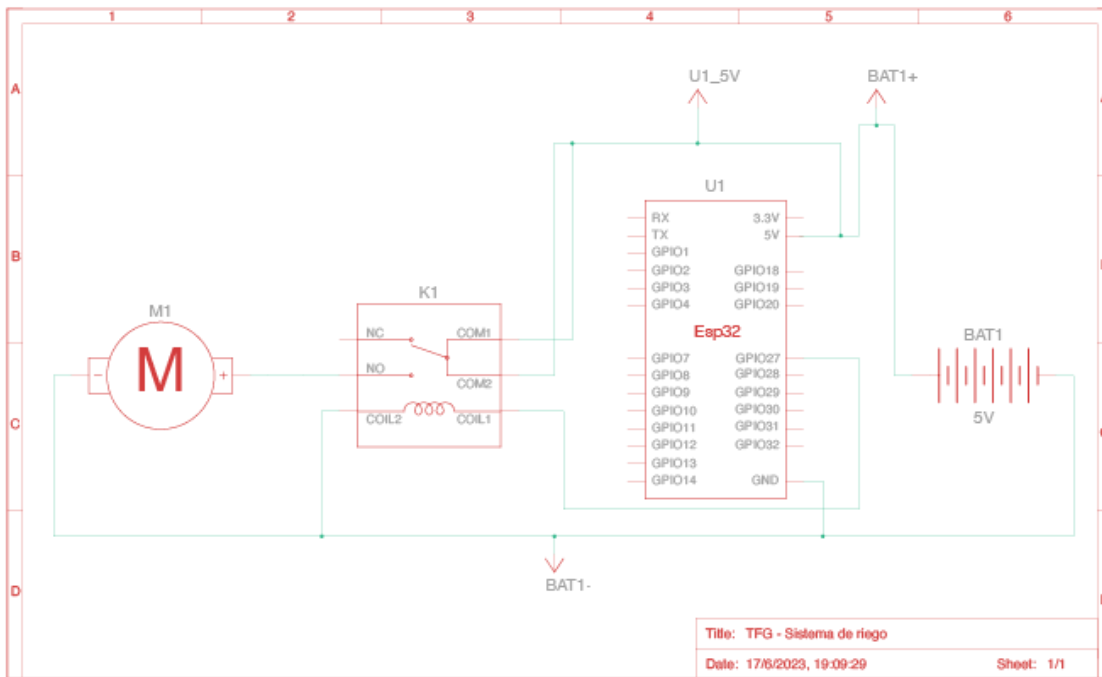 1 2 3 4 5 6
A
B
C
D
U1_5V
BAT1+
U1
RX
TX
GPIO1
GPIO2
GPIO3
GPIO4
GPIO7
GPIO8
GPIO9
GPIO10
GPIO11
GPIO12
GPIO13
GPIO14
3.3V
5V
GPIO18
GPIO19
GPIO20
GPIO27
GPIO28
GPIO29
GPIO30
GPIO31
GPIO32
GND
Esp32
K1
NC
NO
COM1
COM2
COIL2
COIL1
M1
M
-
+
BAT1
5V
BAT1-
Title: TFG - Sistema de riego
Date: 17/6/2023, 19:09:29 Sheet: 1/1